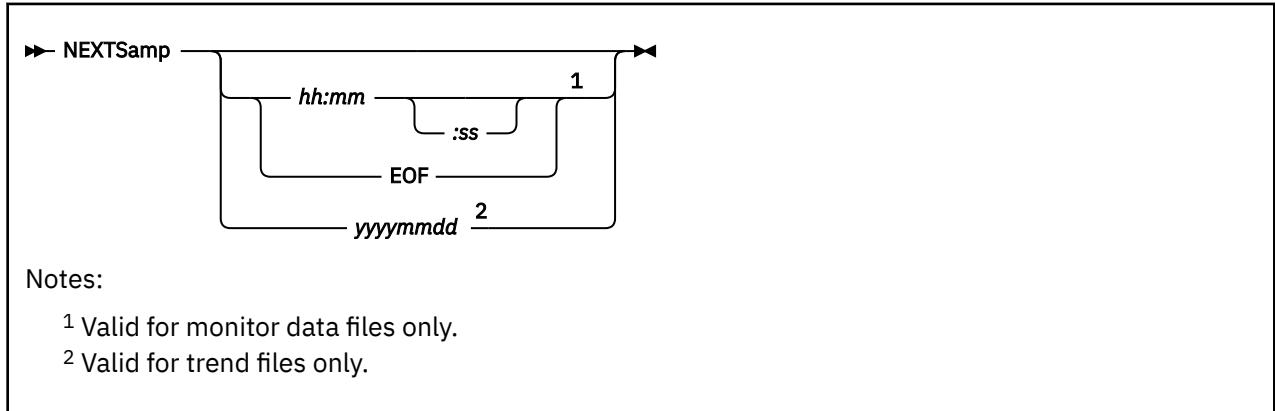 NEXTSamp
hh:mm
1
:ss
EOF
yyyymmdd 2
Notes:
1 Valid for monitor data files only.
2 Valid for trend files only.